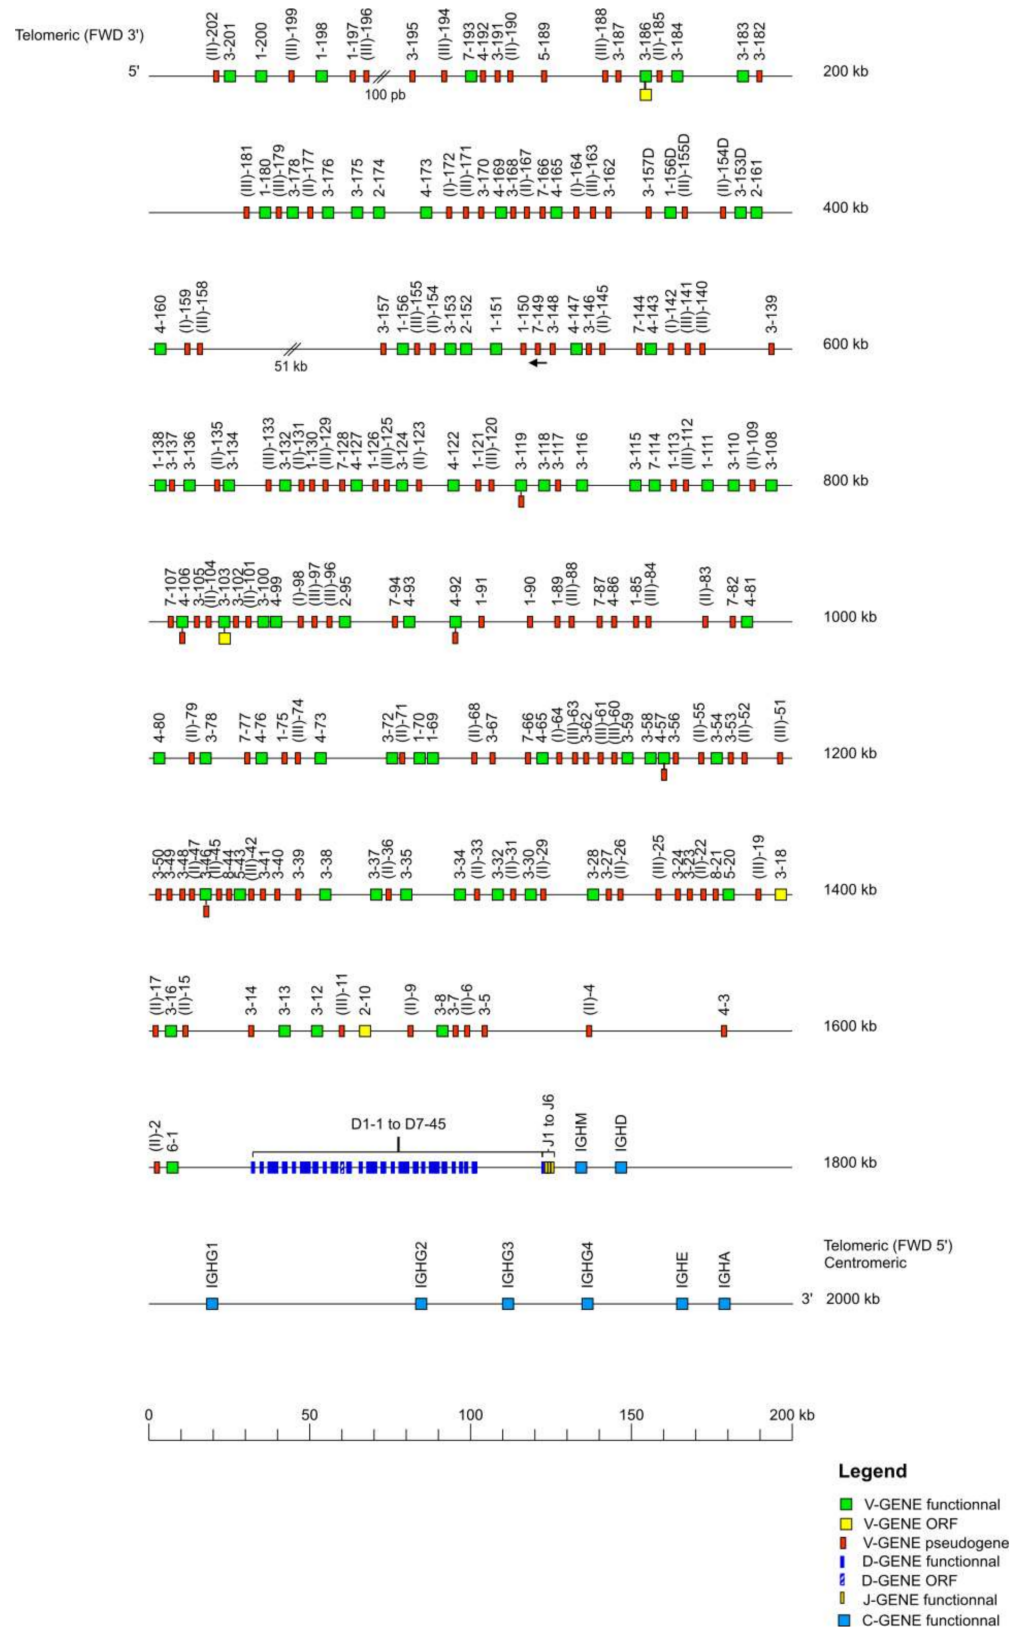 Telomeric (FWD 3')
(II)-202 3-201 1-200 (III)-199 1-198 1-197 (III)-196 3-195 (III)-194 7-193 4-192 3-191 (II)-190 5-189 (III)-188 3-187 3-186 (II)-185 3-184 3-183 3-182
5' 200 kb
100 pb
(III)-181 1-180 (III)-179 3-178 (II)-177 3-176 3-175 2-174 4-173 (I)-172 (III)-171 3-170 4-169 3-168 (II)-167 7-166 4-165 (I)-164 (III)-163 3-162 3-157D 1-156D (III)-155D (II)-154D 3-153D 2-161
400 kb
4-160 (I)-159 (III)-158 3-157 1-156 (III)-155 (II)-154 3-153 2-152 1-151 1-150 7-149 3-148 4-147 3-146 (II)-145 7-144 4-143 (I)-142 (III)-141 (III)-140 3-139
600 kb
51 kb
1-138 3-137 3-136 (II)-135 3-134 (III)-133 3-132 (II)-131 1-130 (III)-129 7-128 4-127 1-126 (III)-125 3-124 (II)-123 4-122 1-121 (III)-120 3-119 3-118 3-117 3-116 3-115 7-114 1-113 (III)-112 1-111 3-110 (II)-109 3-108
800 kb
7-107 4-106 3-105 (II)-104 3-103 3-102 (II)-101 3-100 4-99 (I)-98 (III)-97 (III)-96 2-95 7-94 4-93 4-92 1-91 1-90 1-89 (III)-88 7-87 4-86 1-85 (III)-84 (II)-83 7-82 4-81
1000 kb
4-80 (II)-79 3-78 7-77 4-76 1-75 (III)-74 4-73 3-72 (II)-71 1-70 1-69 (II)-68 3-67 7-66 4-65 (I)-64 (III)-63 3-62 (III)-61 (III)-60 3-59 3-58 4-57 3-56 (II)-55 3-54 3-53 (II)-52 (III)-51
1200 kb
3-50 3-49 3-48 (II)-47 3-46 (II)-45 8-44 5-43 (III)-42 3-41 3-40 3-39 3-38 3-37 (II)-36 3-35 3-34 (I)-33 3-32 (II)-31 3-30 (II)-29 3-28 3-27 (II)-26 (III)-25 3-24 3-23 (II)-22 8-21 5-20 (III)-19 3-18
1400 kb
(II)-17 3-16 (II)-15 3-14 3-13 3-12 (III)-11 2-10 (II)-9 3-8 3-7 (II)-6 3-5 (II)-4 4-3
1600 kb
(II)-2 6-1 D1-1 to D7-45 J1 to J6 IGHM IGHD
1800 kb
IGHG1 IGHG2 IGHG3 IGHG4 IGHE IGHA
Telomeric (FWD 5')
Centromeric
3' 2000 kb
0 50 100 150 200 kb
Legend
V-GENE functionnal
V-GENE ORF
V-GENE pseudogene
D-GENE functionnal
D-GENE ORF
J-GENE functionnal
C-GENE functionnal